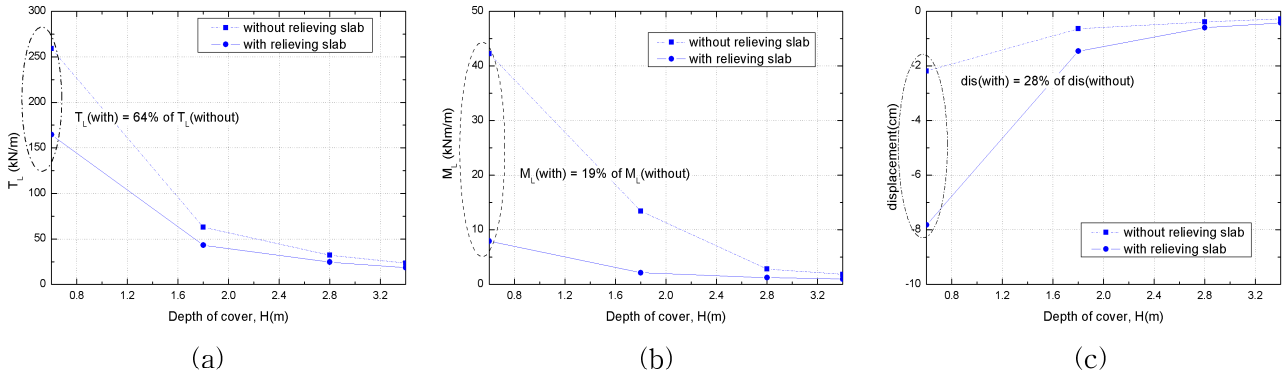 300
250
200
150
100
50
0
T_L (kN/m)
without relieving slab
with relieving slab
T_L(with) = 64% of T_L(without)
0.8 1.2 1.6 2.0 2.4 2.8 3.2
Depth of cover, H(m)
(a)
50
40
30
20
10
0
M_L (kNm/m)
without relieving slab
with relieving slab
M_L(with) = 19% of M_L(without)
0.8 1.2 1.6 2.0 2.4 2.8 3.2
Depth of cover, H(m)
(b)
0
-2
-4
-6
-8
-10
displacement(cm)
dis(with) = 28% of dis(without)
without relieving slab
with relieving slab
0.8 1.2 1.6 2.0 2.4 2.8 3.2
Depth of cover, H(m)
(c)